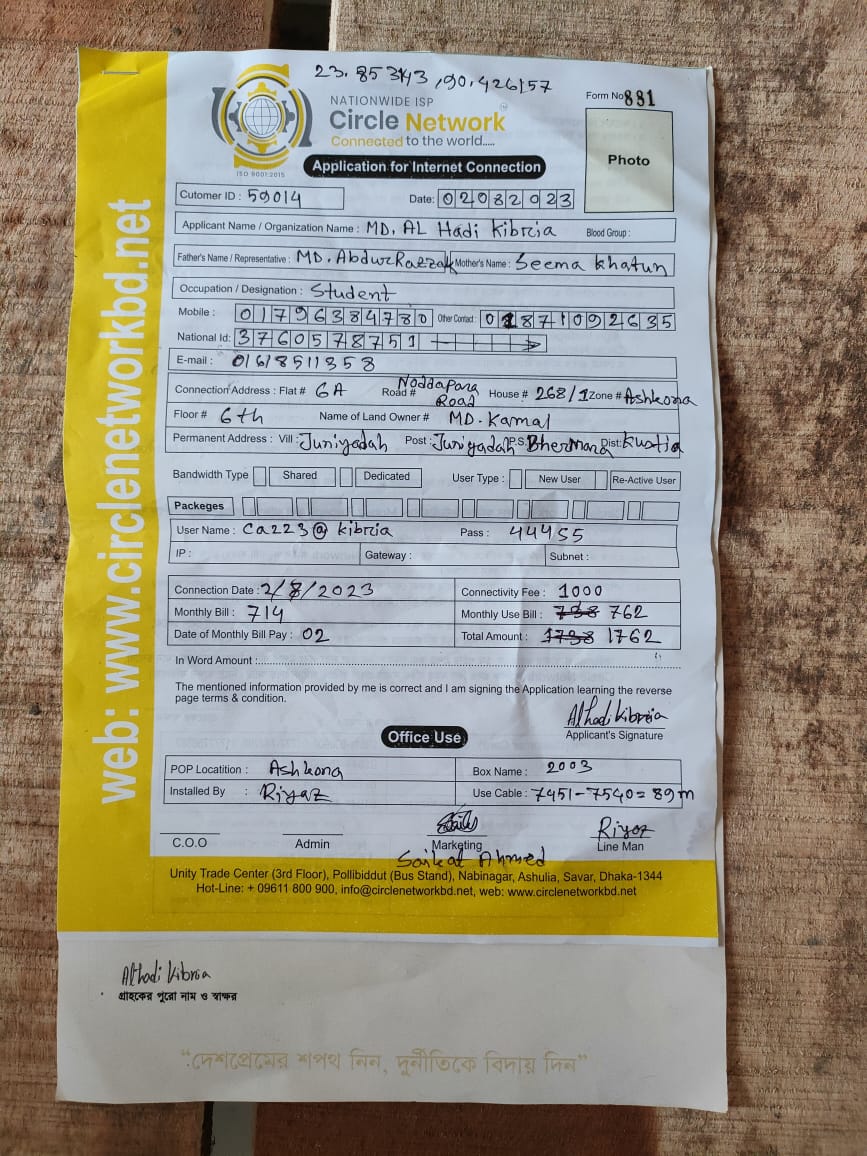 23.85343,90.426157
NATIONWIDE ISP
Circle Network
Connected to the world.....
ISO 9001:2015
Form No 891
Photo
Application for Internet Connection
Cutomer ID : 59014 Date: 02082023
Applicant Name / Organization Name : MD. AL Hadi Kibria Blood Group :
Father's Name / Representative : MD. AbdurRazzak Mother's Name : Seema Khatun
Occupation / Designation : Student
Mobile : 01796384780 Other Contact : 01871092635
National Id: 3760578751
E-mail : 01618511358
Connection Address : Flat # 6A Road # Noddapara Road House # 268/1 Zone # Ashkona
Floor # 6th Name of Land Owner # MD. Kamal
Permanent Address : Vill : Juniyadah Post : Juniyadah P.S: Bhermara Dist: Kustia
Bandwidth Type Shared Dedicated User Type : New User Re-Active User
Packeges
User Name : ca223@kibria Pass : 44455
IP : Gateway : Subnet :
Connection Date : 2/8/2023 Connectivity Fee : 1000
Monthly Bill : 714 Monthly Use Bill : 738 762
Date of Monthly Bill Pay : 02 Total Amount : 1738 1762
In Word Amount :
The mentioned information provided by me is correct and I am signing the Application learning the reverse
page terms & condition.
Alhadi Kibria
Applicant's Signature
Office Use
POP Locatition : Ashkona Box Name : 2003
Installed By : Riyaz Use Cable : 7451-7540=89m
Riyaz
C.O.O Admin Marketing Line Man
Saikat Ahmed
Unity Trade Center (3rd Floor), Pollibiddut (Bus Stand), Nabinagar, Ashulia, Savar, Dhaka-1344
Hot-Line: + 09611 800 900, info@circlenetworkbd.net, web: www.circlenetworkbd.net
web: www.circlenetworkbd.net
Alhadi Kibria
গ্রাহকের পুরো নাম ও স্বাক্ষর
“দেশপ্রেমের শপথ নিন, দুর্নীতিকে বিদায় দিন”